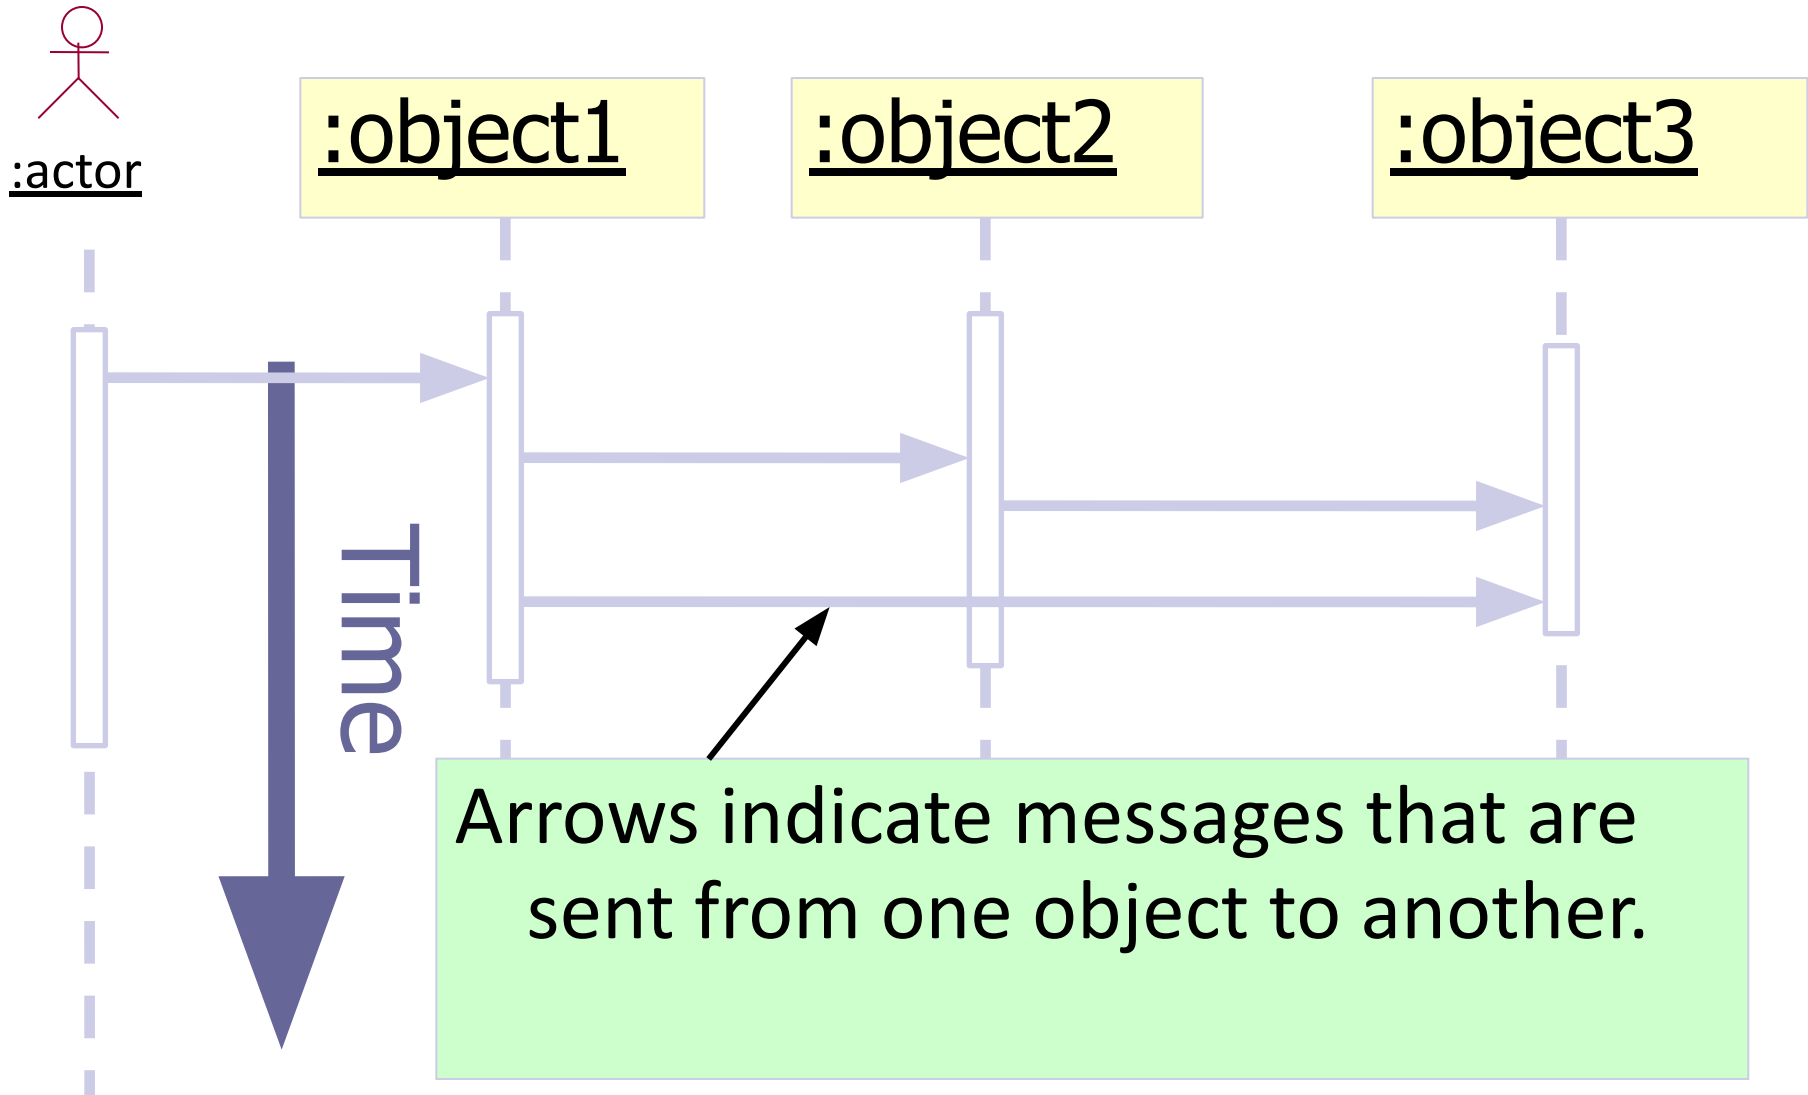 :actor
:object1
:object2
:object3
Time
Arrows indicate messages that are
sent from one object to another.